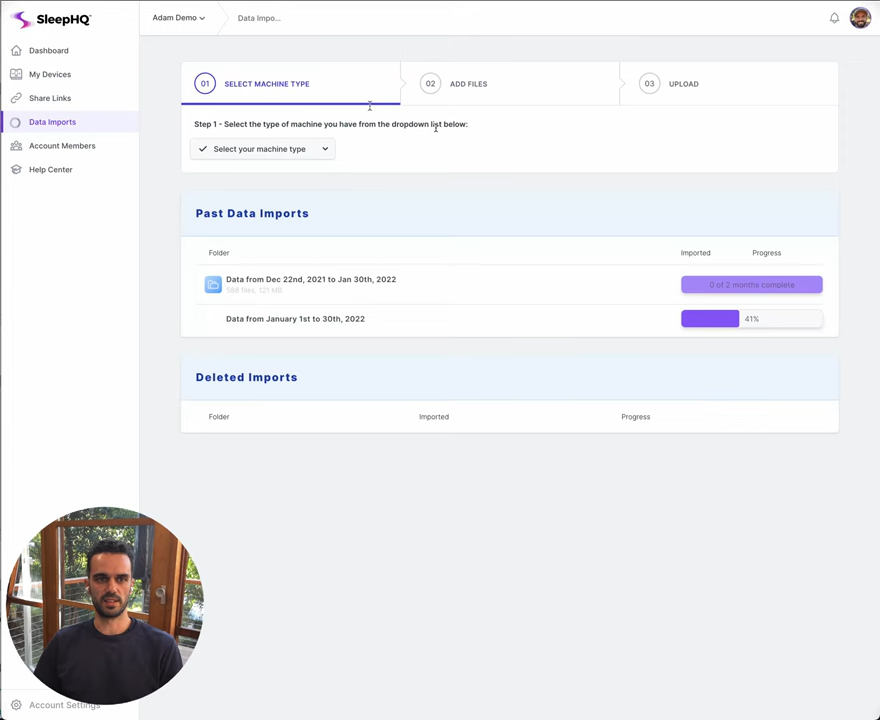 SleepHQ
Adam Demo
Data Impo...
Dashboard
My Devices
Share Links
Data Imports
Account Members
Help Center
01 SELECT MACHINE TYPE
02 ADD FILES
03 UPLOAD
Step 1 - Select the type of machine you have from the dropdown list below:
Select your machine type
Past Data Imports
Folder Imported Progress
Data from Dec 22nd, 2021 to Jan 30th, 2022
588 files, 121 MB
0 of 2 months complete
Data from January 1st to 30th, 2022
41%
Deleted Imports
Folder Imported Progress
Account Settings